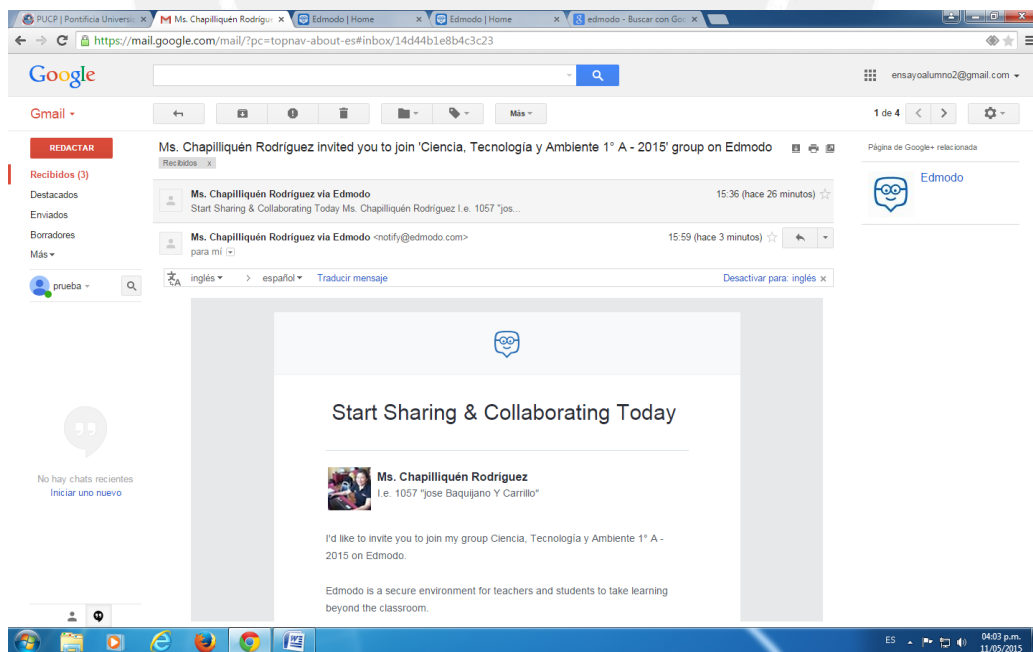 PUCP | Pontificia Universic
Ms. Chapilliquén Rodrígue
Edmodo | Home
Edmodo | Home
edmodo - Buscar con Goo
https://mail.google.com/mail/?pc=topnav-about-es#inbox/14d44b1e8b4c3c23
Google
ensayoalumno2@gmail.com
Gmail
Más
1 de 4
REDACTAR
Recibidos (3)
Destacados
Enviados
Borradores
Más
prueba
No hay chats recientes
Iniciar uno nuevo
Ms. Chapilliquén Rodríguez invited you to join 'Ciencia, Tecnología y Ambiente 1° A - 2015' group on Edmodo
Recibidos x
Ms. Chapilliquén Rodríguez via Edmodo 15:36 (hace 26 minutos)
Start Sharing & Collaborating Today Ms. Chapilliquén Rodríguez I.e. 1057 "jos...
Ms. Chapilliquén Rodríguez via Edmodo <notify@edmodo.com> 15:59 (hace 3 minutos)
para mí
inglés > español Traducir mensaje Desactivar para: inglés x
Start Sharing & Collaborating Today
Ms. Chapilliquén Rodríguez
I.e. 1057 "jose Baquijano Y Carrillo"
I'd like to invite you to join my group Ciencia, Tecnología y Ambiente 1° A -
2015 on Edmodo.
Edmodo is a secure environment for teachers and students to take learning
beyond the classroom.
Página de Google+ relacionada
Edmodo
ES
04:03 p.m.
11/05/2015